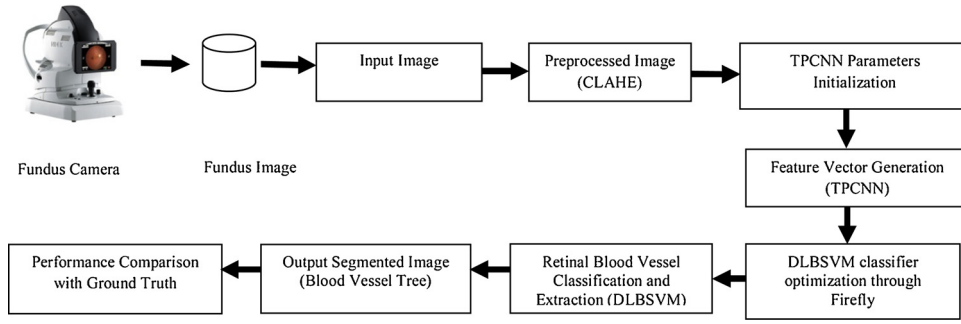 Input Image
Preprocessed Image
(CLAHE)
TPCNN Parameters
Initialization
Fundus Camera
Fundus Image
Feature Vector Generation
(TPCNN)
Performance Comparison
with Ground Truth
Output Segmented Image
(Blood Vessel Tree)
Retinal Blood Vessel
Classification and
Extraction (DLBSVM)
DLBSVM classifier
optimization through
Firefly